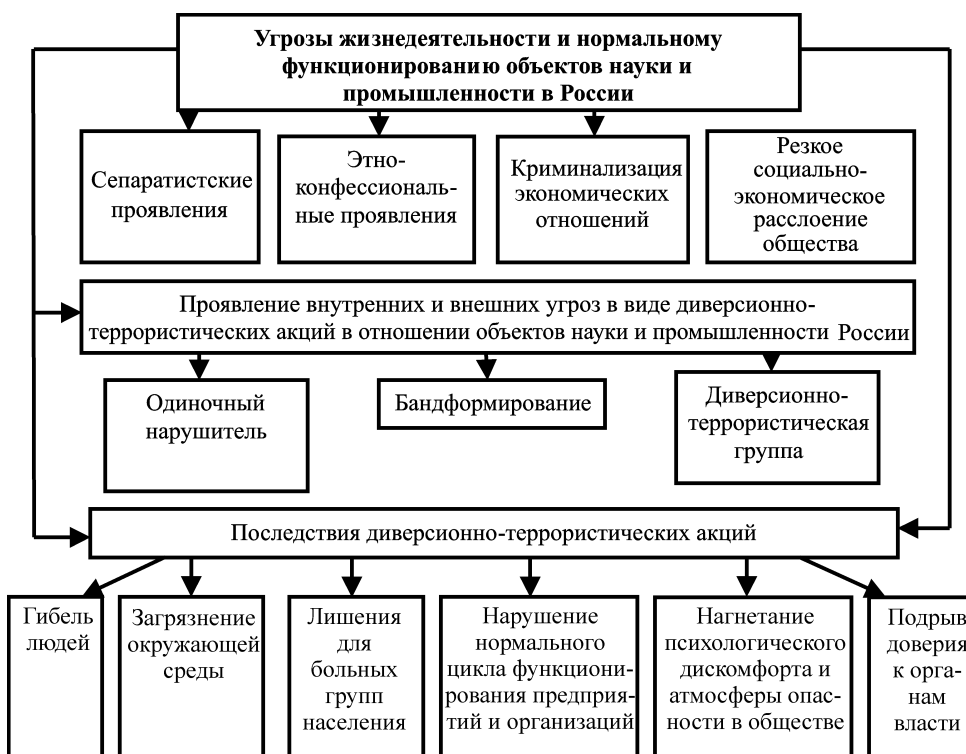 Угрозы жизнедеятельности и нормальному
функционированию объектов науки и
промышленности в России
Сепаратистские
проявления
Этно-
конфессиональ-
ные проявления
Криминализация
экономических
отношений
Резкое
социально-
экономическое
расслоение
общества
Проявление внутренних и внешних угроз в виде диверсионно-
террористических акций в отношении объектов науки и промышленности России
Одиночный
нарушитель
Бандформирование
Диверсионно-
террористическая
группа
Последствия диверсионно-террористических акций
Гибель
людей
Загрязнение
окружающей
среды
Лишения
для
больных
групп
населения
Нарушение
нормального
цикла функциони-
рования предприя-
тий и организаций
Нагнетание
психологического
дискомфорта и
атмосферы опас-
ности в обществе
Подрыв
доверия
к орга-
нам
власти